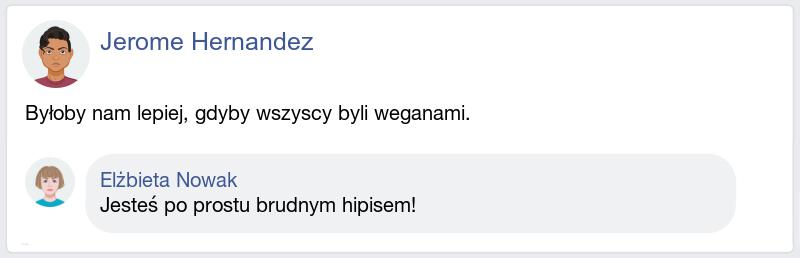 Jerome Hernandez
Byłoby nam lepiej, gdyby wszyscy byli weganami.
Elżbieta Nowak
Jesteś po prostu brudnym hipisem!